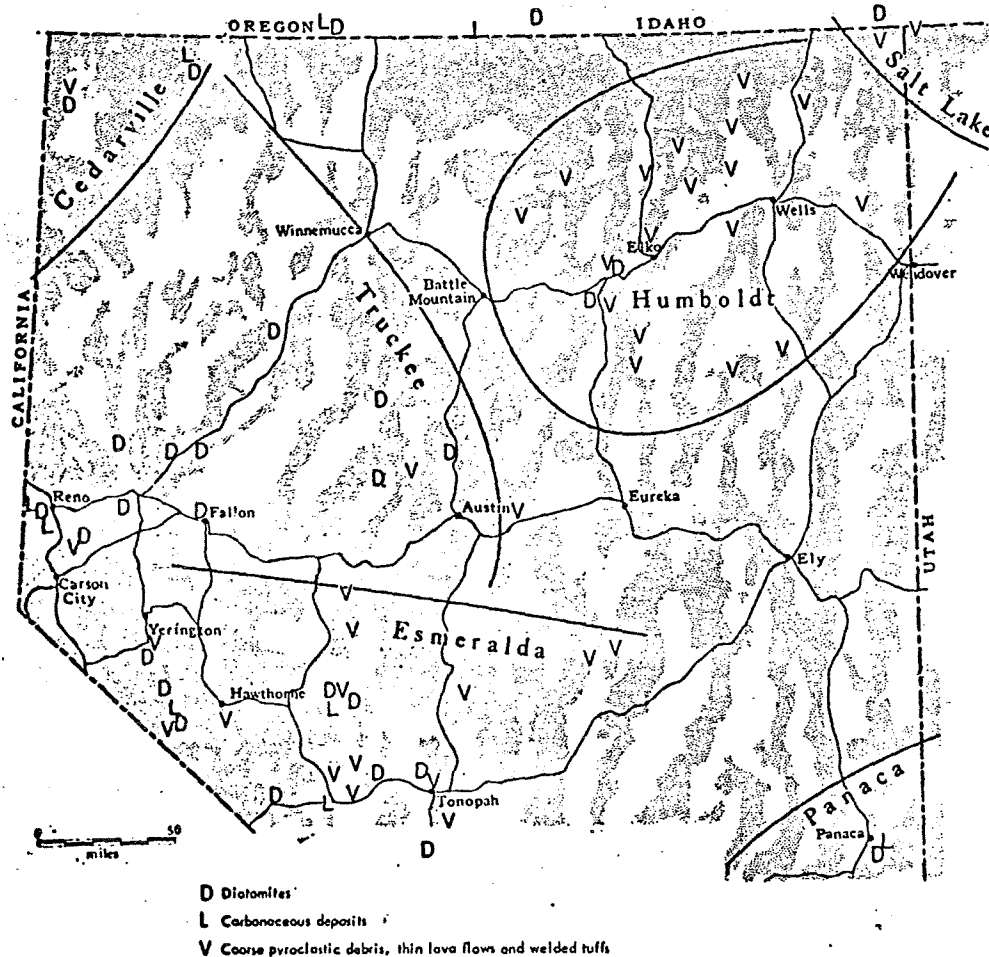 OREGON
L
D
D
IDAHO
D
V
V
L
D
V
D
Cedarville
Salt Lake
V
V
V
V
V
V
V
V
V
Wells
V
V
Winnemucca
V
Elko
V
D
Wendover
Battle
Mountain
D
V
Humboldt
Truckee
D
V
V
V
V
CALIFORNIA
D
D
D
D
D
D
V
Reno
D
L
D
Fallon
D
Austin
V
Eureka
V
D
Ely
UTAH
Carson
City
V
Yerington
V
D
V
Esmeralda
V
V
D
L
D
V
Hawthorne
V
D
V
D
L
V
V
V
V
D
D
V
D
L
Tonopah
V
D
Panaca
Panaca
D
L
0 50
miles
D Diatomites
L Carbonaceous deposits
V Coarse pyroclastic debris, thin lava flows and welded tuffs